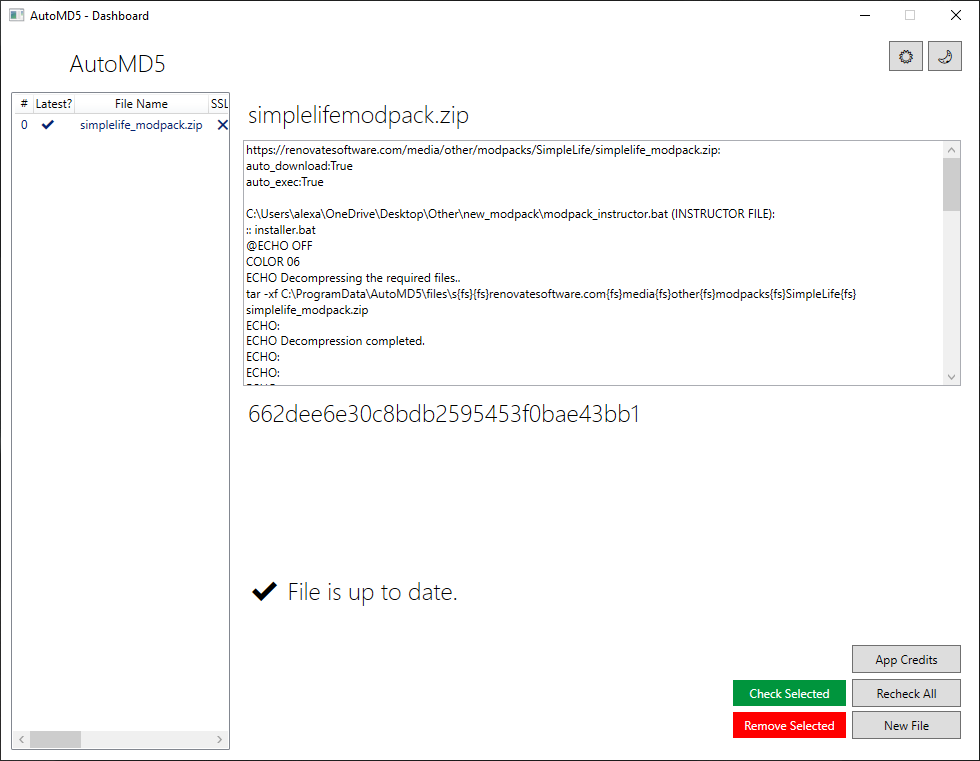 AutoMD5 - Dashboard
AutoMD5
# Latest? File Name SSL
0 simplelife_modpack.zip
simplelifemodpack.zip
https://renovatesoftware.com/media/other/modpacks/SimpleLife/simplelife_modpack.zip:
auto_download:True
auto_exec:True
C:\Users\alexa\OneDrive\Desktop\Other\new_modpack\modpack_instructor.bat (INSTRUCTOR FILE):
:: installer.bat
@ECHO OFF
COLOR 06
ECHO Decompressing the required files..
tar -xf C:\ProgramData\AutoMD5\files\s{fs}{fs}renovatesoftware.com{fs}media{fs}other{fs}modpacks{fs}SimpleLife{fs}
simplelife_modpack.zip
ECHO:
ECHO Decompression completed.
ECHO:
ECHO:
662dee6e30c8bdb2595453f0bae43bb1
File is up to date.
App Credits
Check Selected
Recheck All
Remove Selected
New File